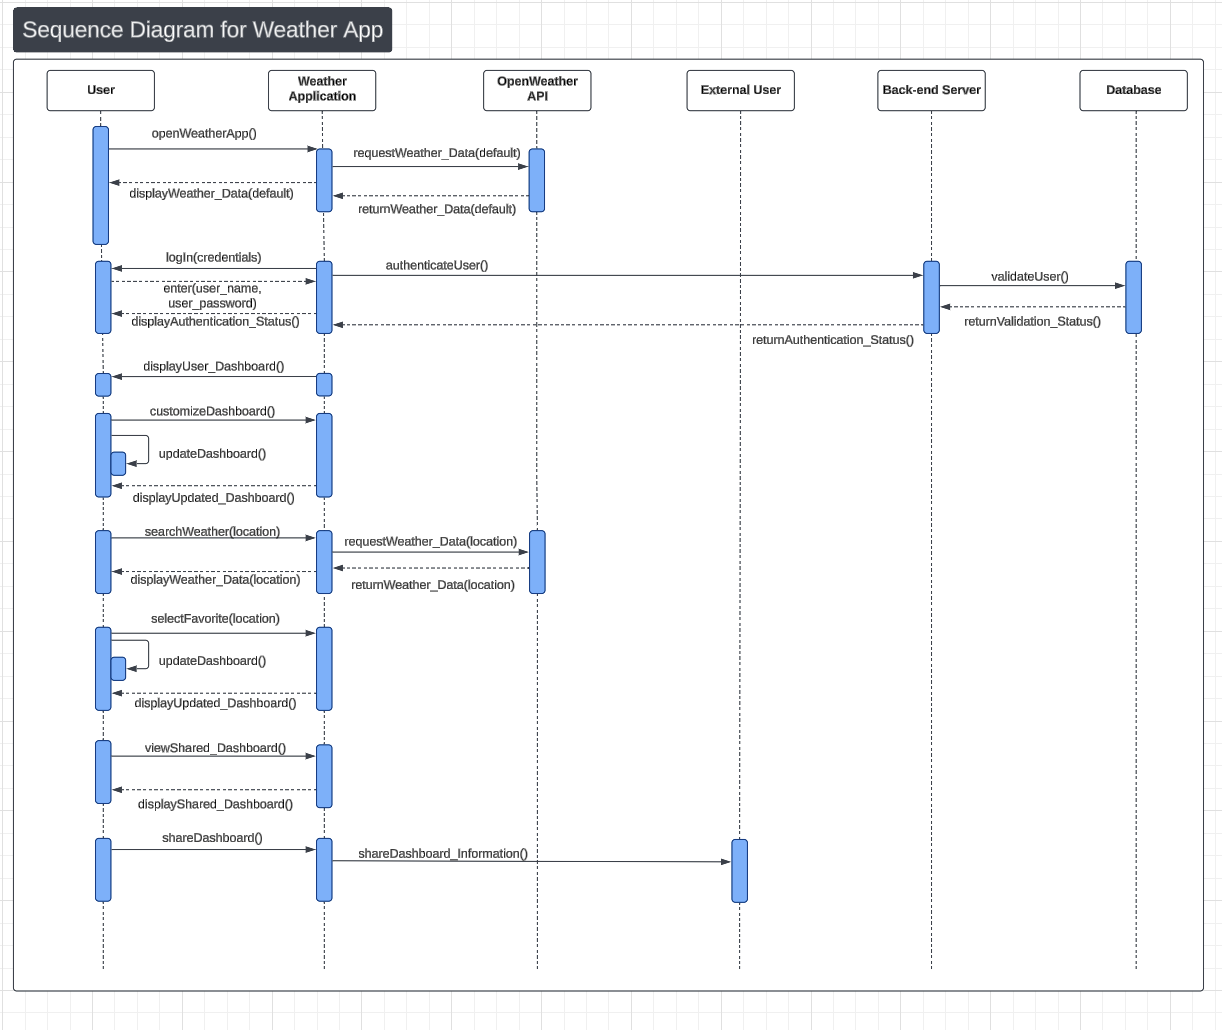 Sequence Diagram for Weather App
User
Weather
Application
OpenWeather
API
External User
Back-end Server
Database
openWeatherApp()
requestWeather_Data(default)
displayWeather_Data(default)
returnWeather_Data(default)
logIn(credentials)
authenticateUser()
validateUser()
enter(user_name,
user_password)
displayAuthentication_Status()
returnValidation_Status()
returnAuthentication_Status()
displayUser_Dashboard()
customizeDashboard()
updateDashboard()
displayUpdated_Dashboard()
searchWeather(location)
requestWeather_Data(location)
displayWeather_Data(location)
returnWeather_Data(location)
selectFavorite(location)
updateDashboard()
displayUpdated_Dashboard()
viewShared_Dashboard()
displayShared_Dashboard()
shareDashboard()
shareDashboard_Information()